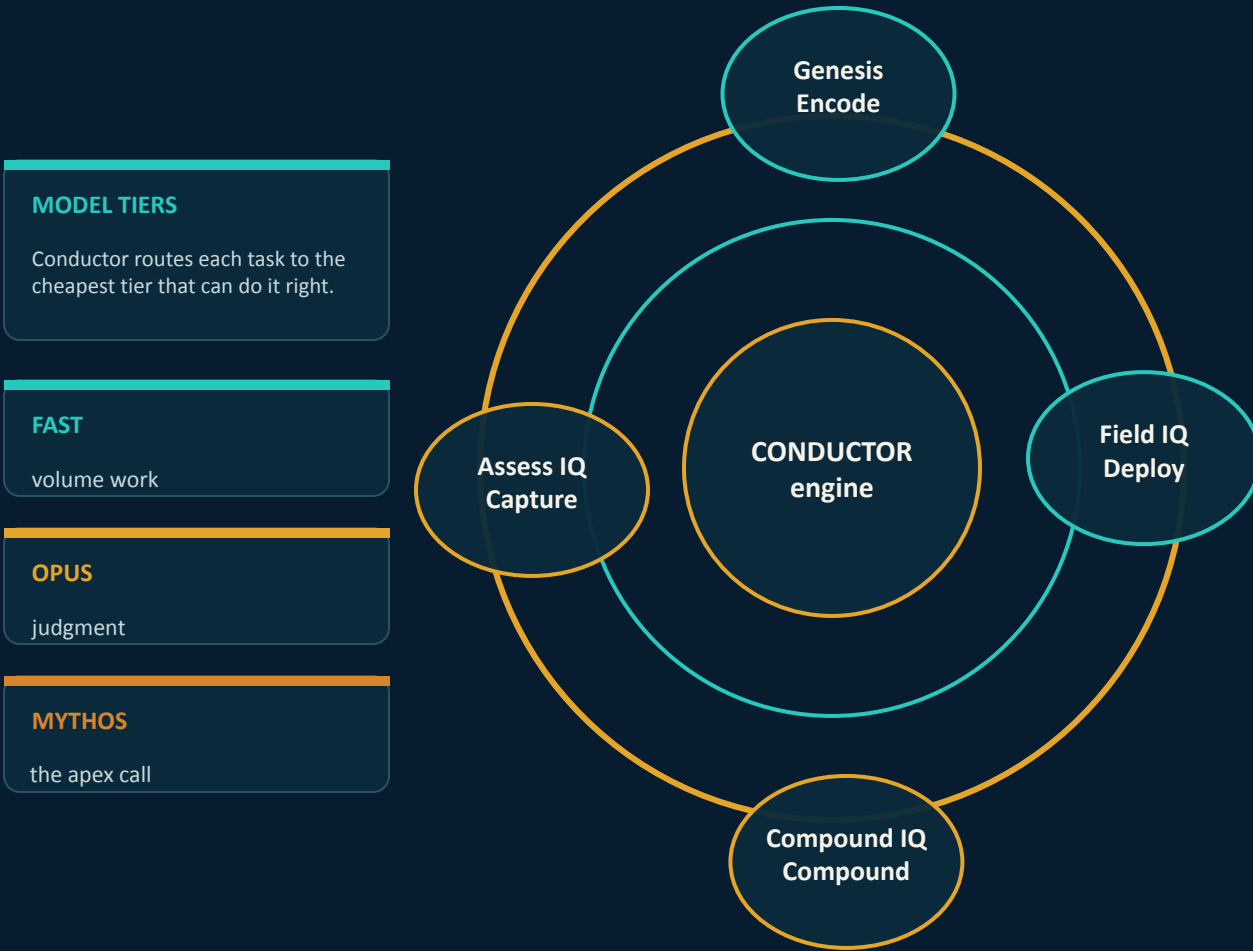 MODEL TIERS
Conductor routes each task to the
cheapest tier that can do it right.
FAST
volume work
OPUS
judgment
MYTHOS
the apex call
Genesis
Encode
Assess IQ
Capture
CONDUCTOR
engine
Field IQ
Deploy
Compound IQ
Compound